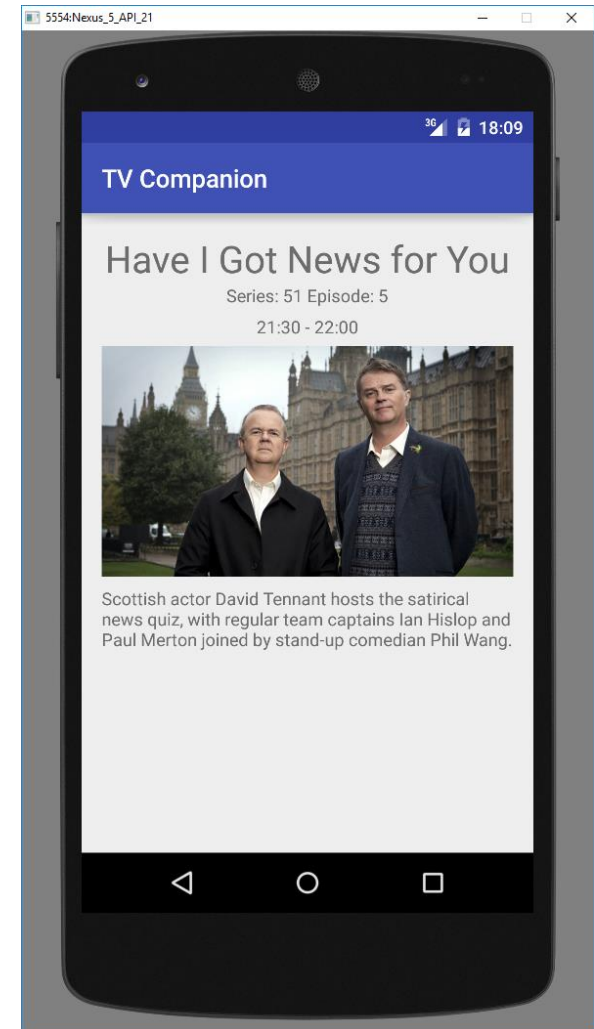 5554:Nexus_5_API_21
3G 18:09
TV Companion
Have I Got News for You
Series: 51 Episode: 5
21:30 - 22:00
Scottish actor David Tennant hosts the satirical
news quiz, with regular team captains Ian Hislop and
Paul Merton joined by stand-up comedian Phil Wang.